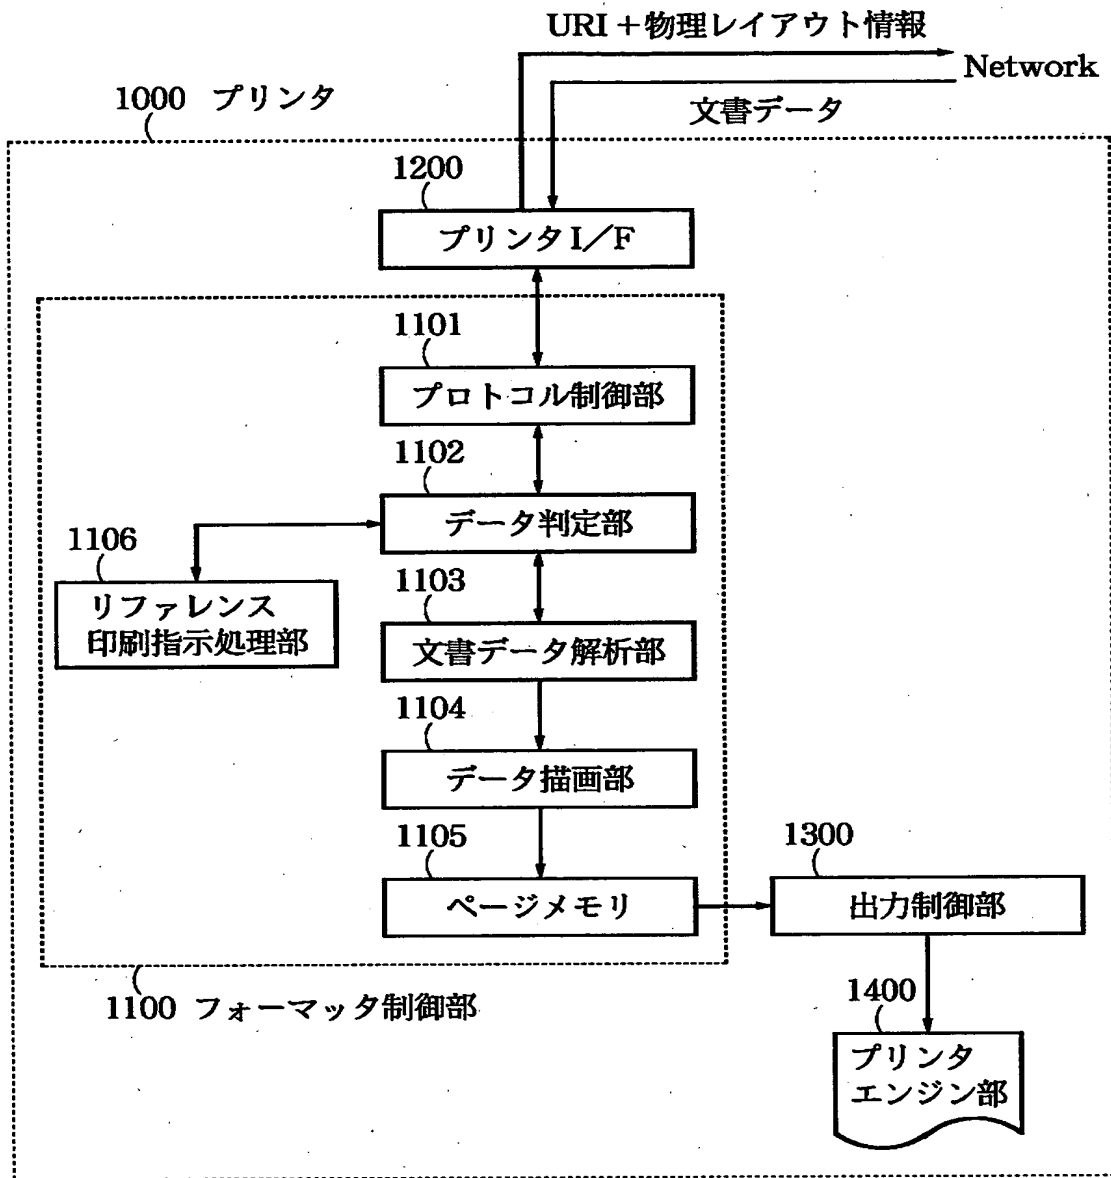 URI+物理レイアウト情報
Network
文書データ
1000 プリンタ
1200
プリンタI/F
1101
プロトコル制御部
1102
データ判定部
1106
リファレンス
印刷指示処理部
1103
文書データ解析部
1104
データ描画部
1105
ページメモリ
1300
出力制御部
1100 フォーマッタ制御部
1400
プリンタ
エンジン部